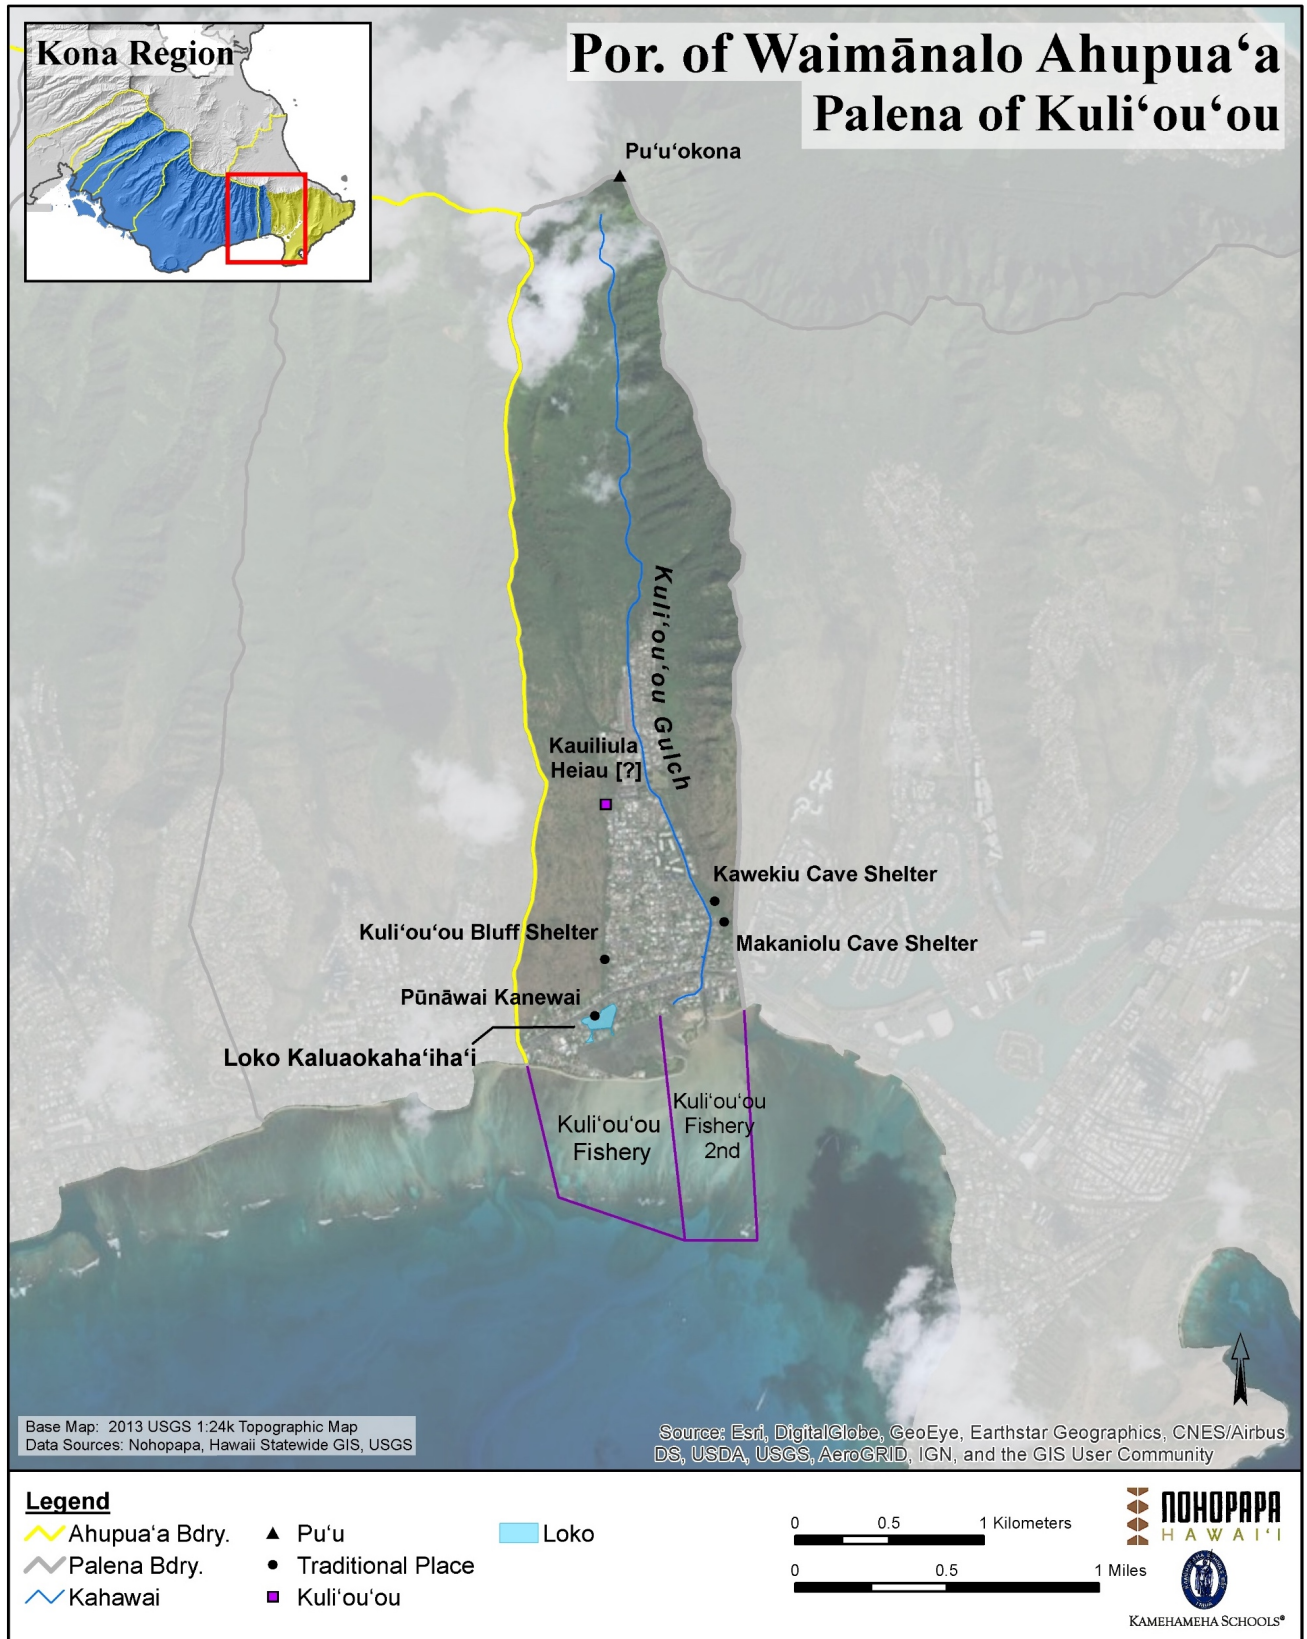 Kona Region
Por. of Waimānalo Ahupuaʻa
Palena of Kuliʻouʻou
Puʻuʻokona
Kuliʻouʻou Gulch
Kauiliula
Heiau [?]
Kawekiu Cave Shelter
Kuliʻouʻou Bluff Shelter
Makaniolu Cave Shelter
Pūnāwai Kanewai
Loko Kaluaokahaʻihaʻi
Kuliʻouʻou
Fishery
Kuliʻouʻou
Fishery
2nd
Base Map: 2013 USGS 1:24k Topographic Map
Data Sources: Nohopapa, Hawaii Statewide GIS, USGS
Source: Esri, DigitalGlobe, GeoEye, Earthstar Geographics, CNES/Airbus
DS, USDA, USGS, AeroGRID, IGN, and the GIS User Community
Legend
Ahupuaʻa Bdry.
Palena Bdry.
Kahawai
Puʻu
Traditional Place
Kuliʻouʻou
Loko
0 0.5 1 Kilometers
0 0.5 1 Miles
NOHOPAPA
HAWAIʻI
KAMEHAMEHA SCHOOLS®